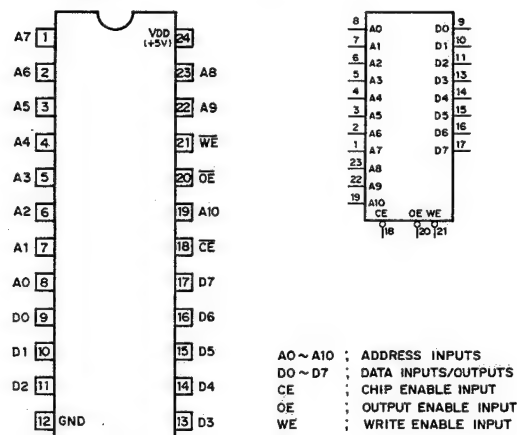 A7 1
A6 2
A5 3
A4 4
A3 5
A2 6
A1 7
A0 8
D0 9
D1 10
D2 11
12 GND
VDD 24
(+5V)
23 A8
22 A9
21 WE
20 OE
19 A10
18 CE
17 D7
16 D6
15 D5
14 D4
13 D3
8 A0 D0 9
7 A1 D1 10
6 A2 D2 11
5 A3 D3 13
4 A4 D4 14
3 A5 D5 15
2 A6 D6 16
1 A7 D7 17
23 A8
22 A9
19 A10
CE OE WE
18 20 21
A0 ~ A10 ; ADDRESS INPUTS
D0 ~ D7 ; DATA INPUTS/OUTPUTS
CE ; CHIP ENABLE INPUT
OE ; OUTPUT ENABLE INPUT
WE ; WRITE ENABLE INPUT